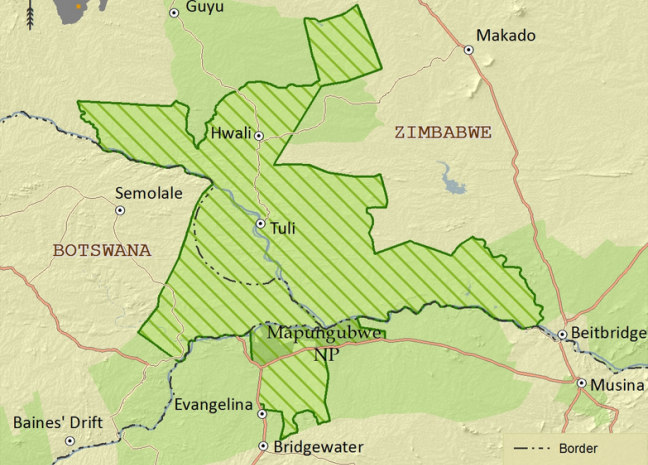 Guyu
Makado
Hwali
ZIMBABWE
Semolale
Tuli
BOTSWANA
Mapungubwe
NP
Beitbridge
Musina
Evangelina
Baines' Drift
Bridgewater
Border